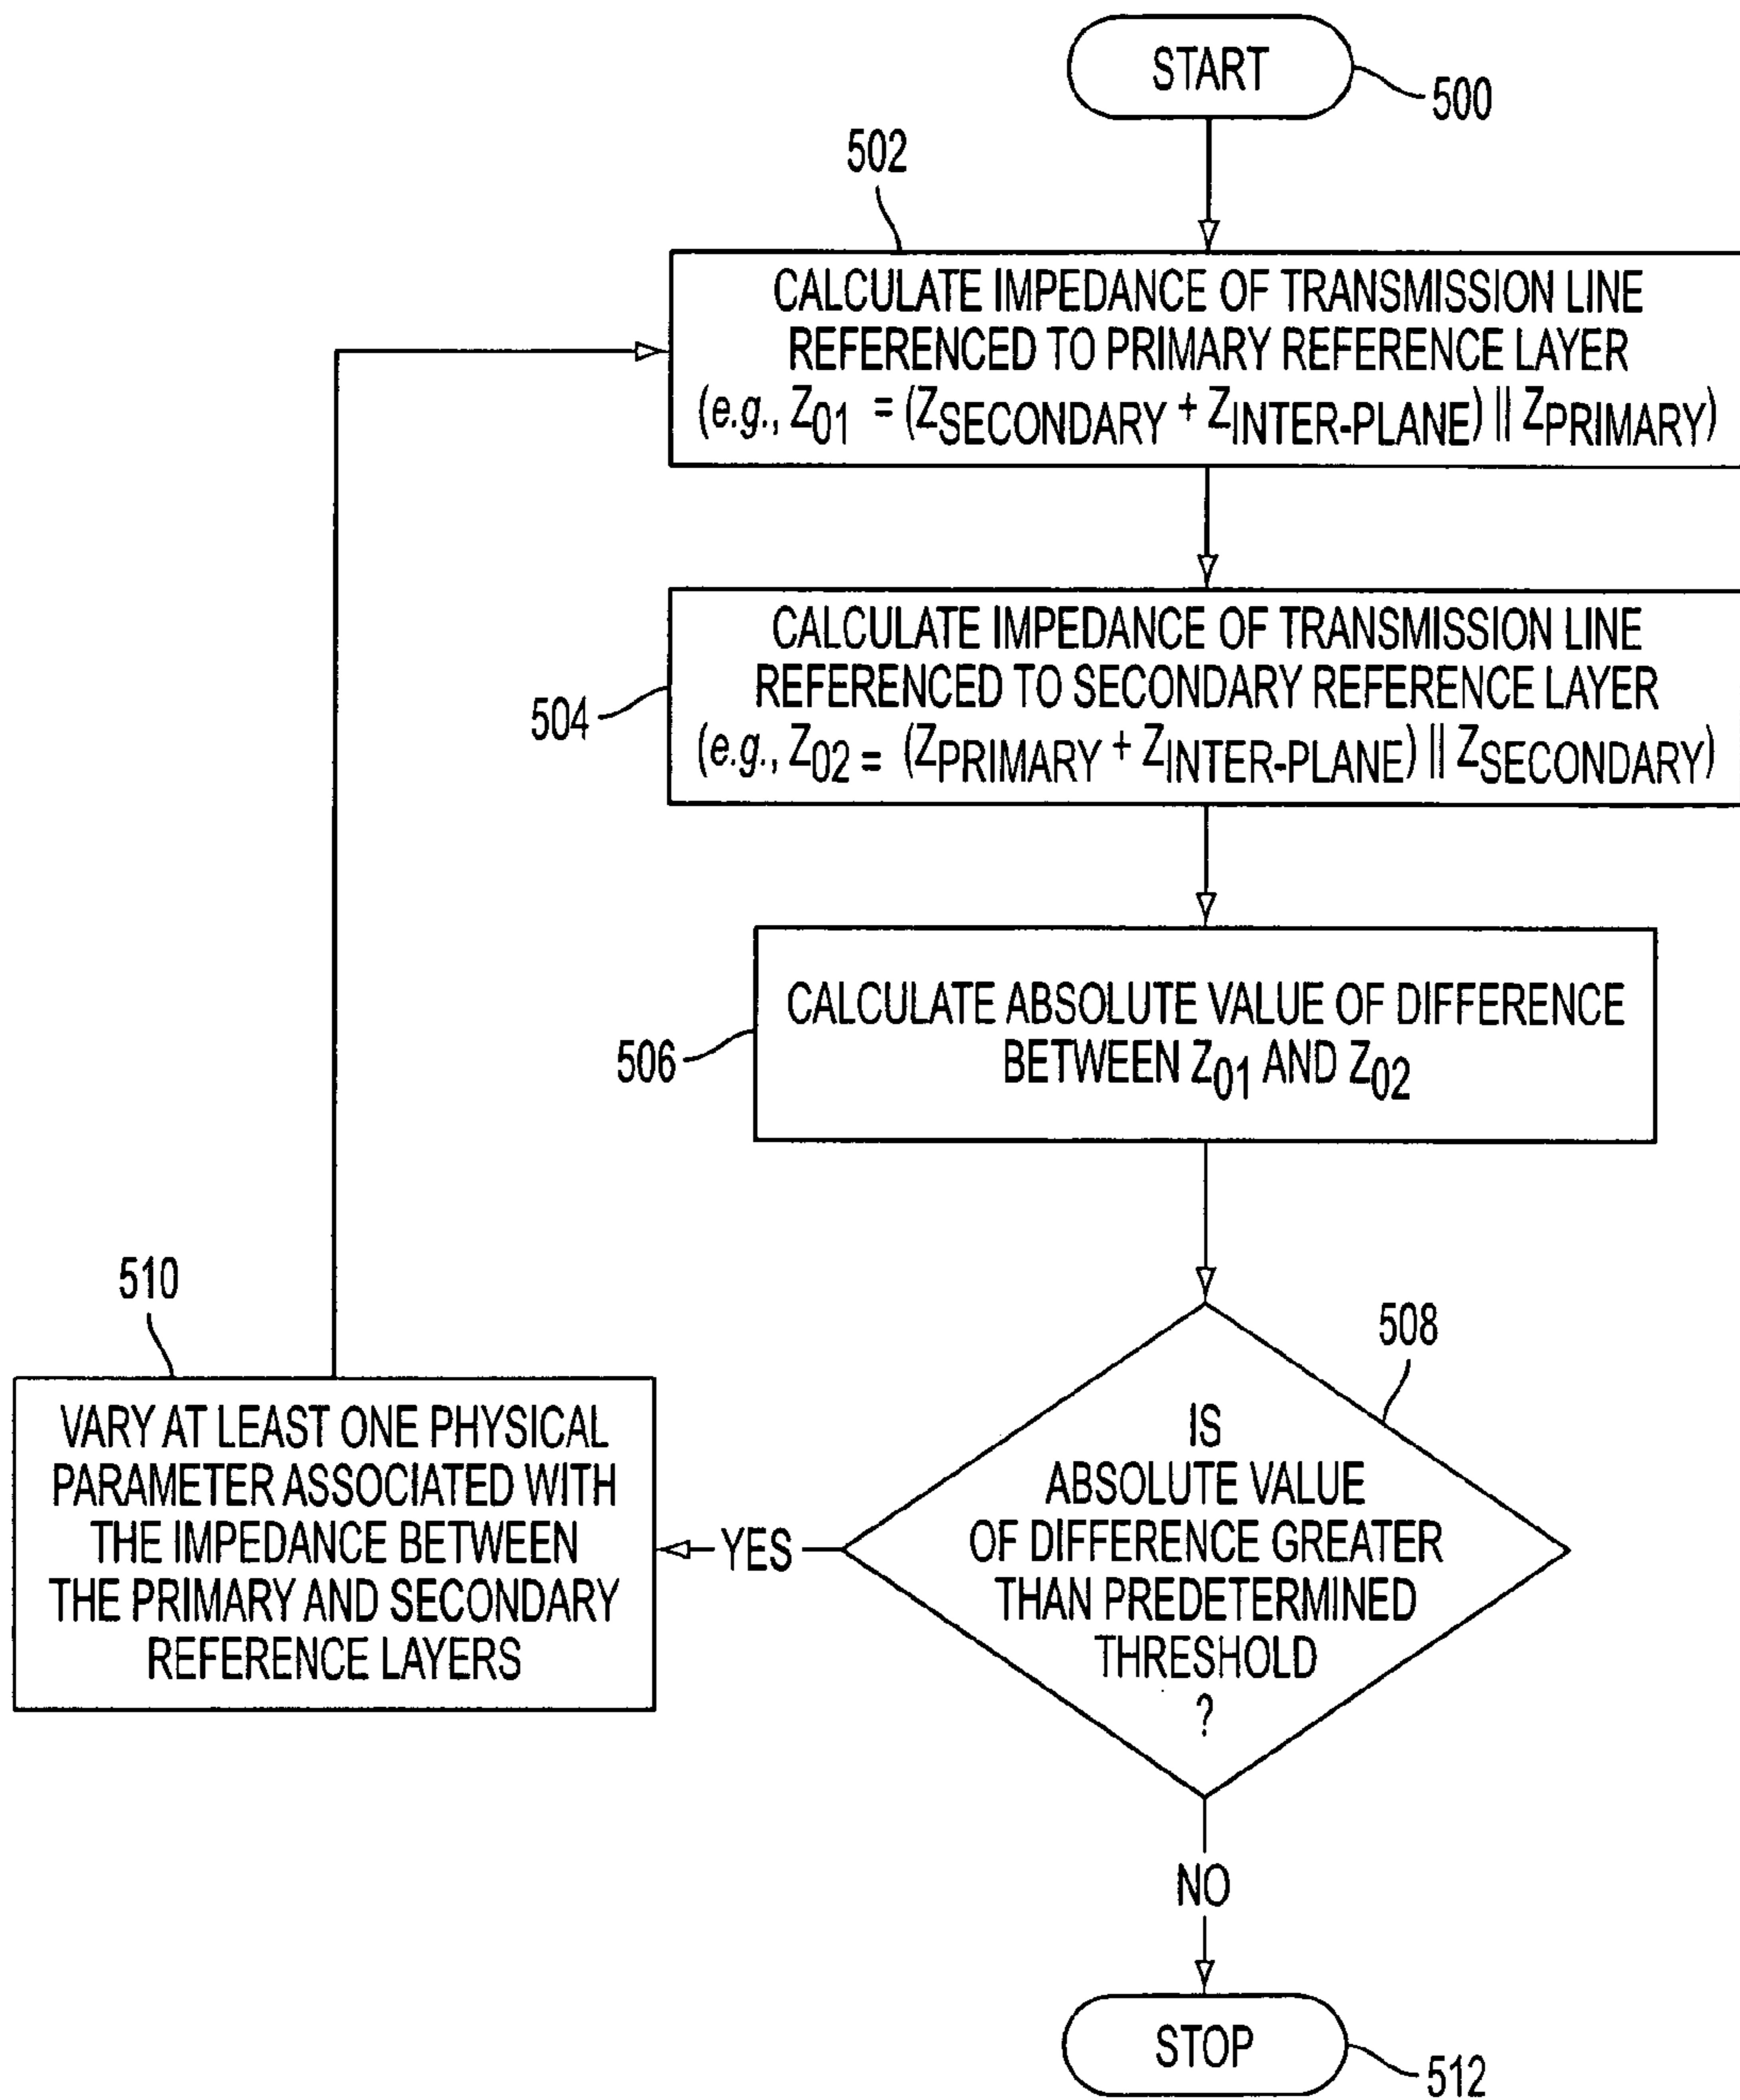 START
500
502
CALCULATE IMPEDANCE OF TRANSMISSION LINE
REFERENCED TO PRIMARY REFERENCE LAYER
(e.g., Z01 = (ZSECONDARY + ZINTER-PLANE) || ZPRIMARY)
CALCULATE IMPEDANCE OF TRANSMISSION LINE
REFERENCED TO SECONDARY REFERENCE LAYER
(e.g., Z02 = (ZPRIMARY + ZINTER-PLANE) || ZSECONDARY)
504
CALCULATE ABSOLUTE VALUE OF DIFFERENCE
BETWEEN Z01 AND Z02
506
508
IS
ABSOLUTE VALUE
OF DIFFERENCE GREATER
THAN PREDETERMINED
THRESHOLD
?
YES
510
VARY AT LEAST ONE PHYSICAL
PARAMETER ASSOCIATED WITH
THE IMPEDANCE BETWEEN
THE PRIMARY AND SECONDARY
REFERENCE LAYERS
NO
STOP
512